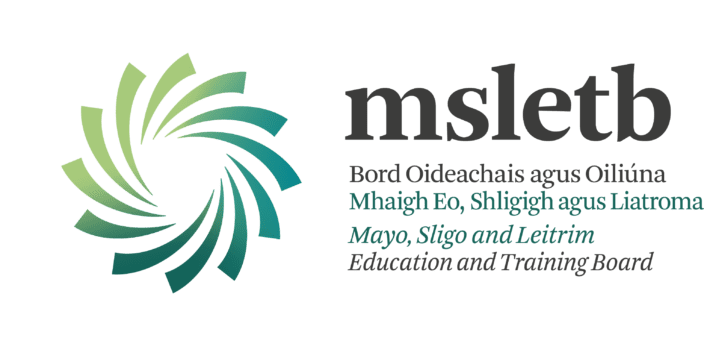 msletb
Bord Oideachais agus Oiliúna
Mhaigh Eo, Shligigh agus Liatroma
Mayo, Sligo and Leitrim
Education and Training Board